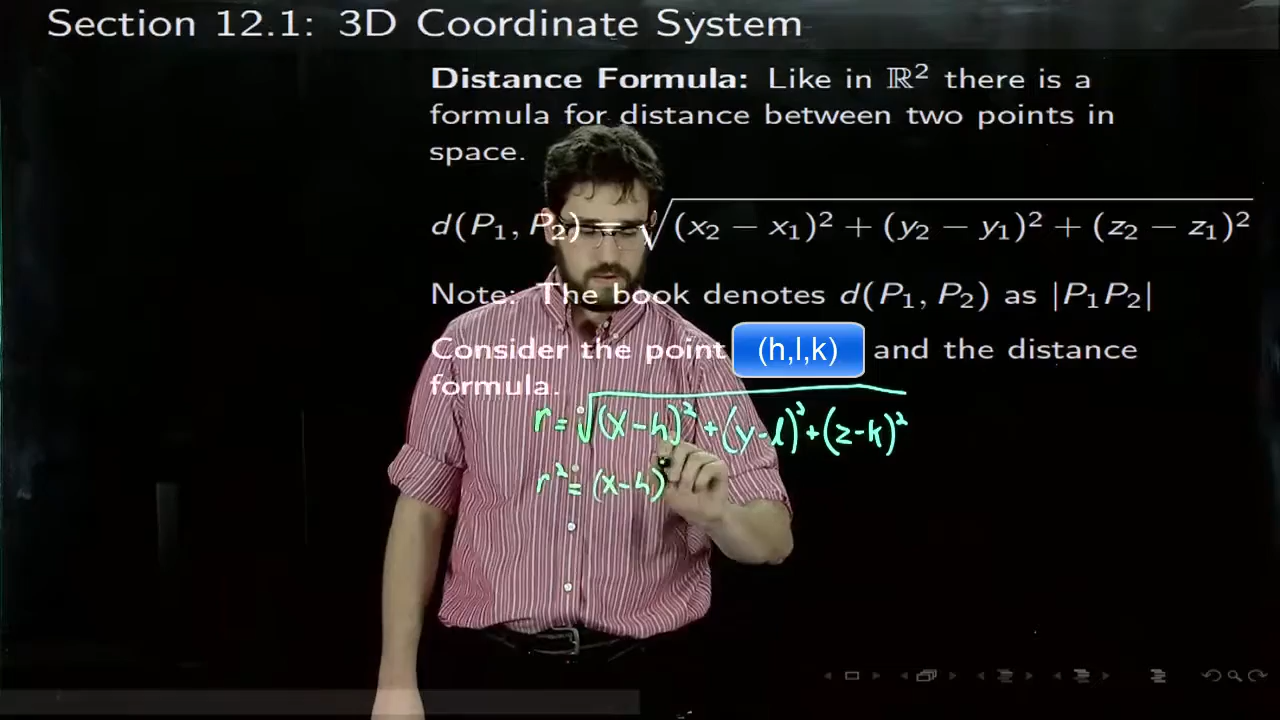 Section 12.1: 3D Coordinate System
Distance Formula: Like in ℝ² there is a
formula for distance between two points in
space.
d(P₁, P₂) = √((x₂ − x₁)² + (y₂ − y₁)² + (z₂ − z₁)²)
Note: The book denotes d(P₁, P₂) as |P₁P₂|
Consider the point (h,l,k) and the distance
formula.
r = √((x-h)² + (y-l)² + (z-k)²)
r² = (x-h)